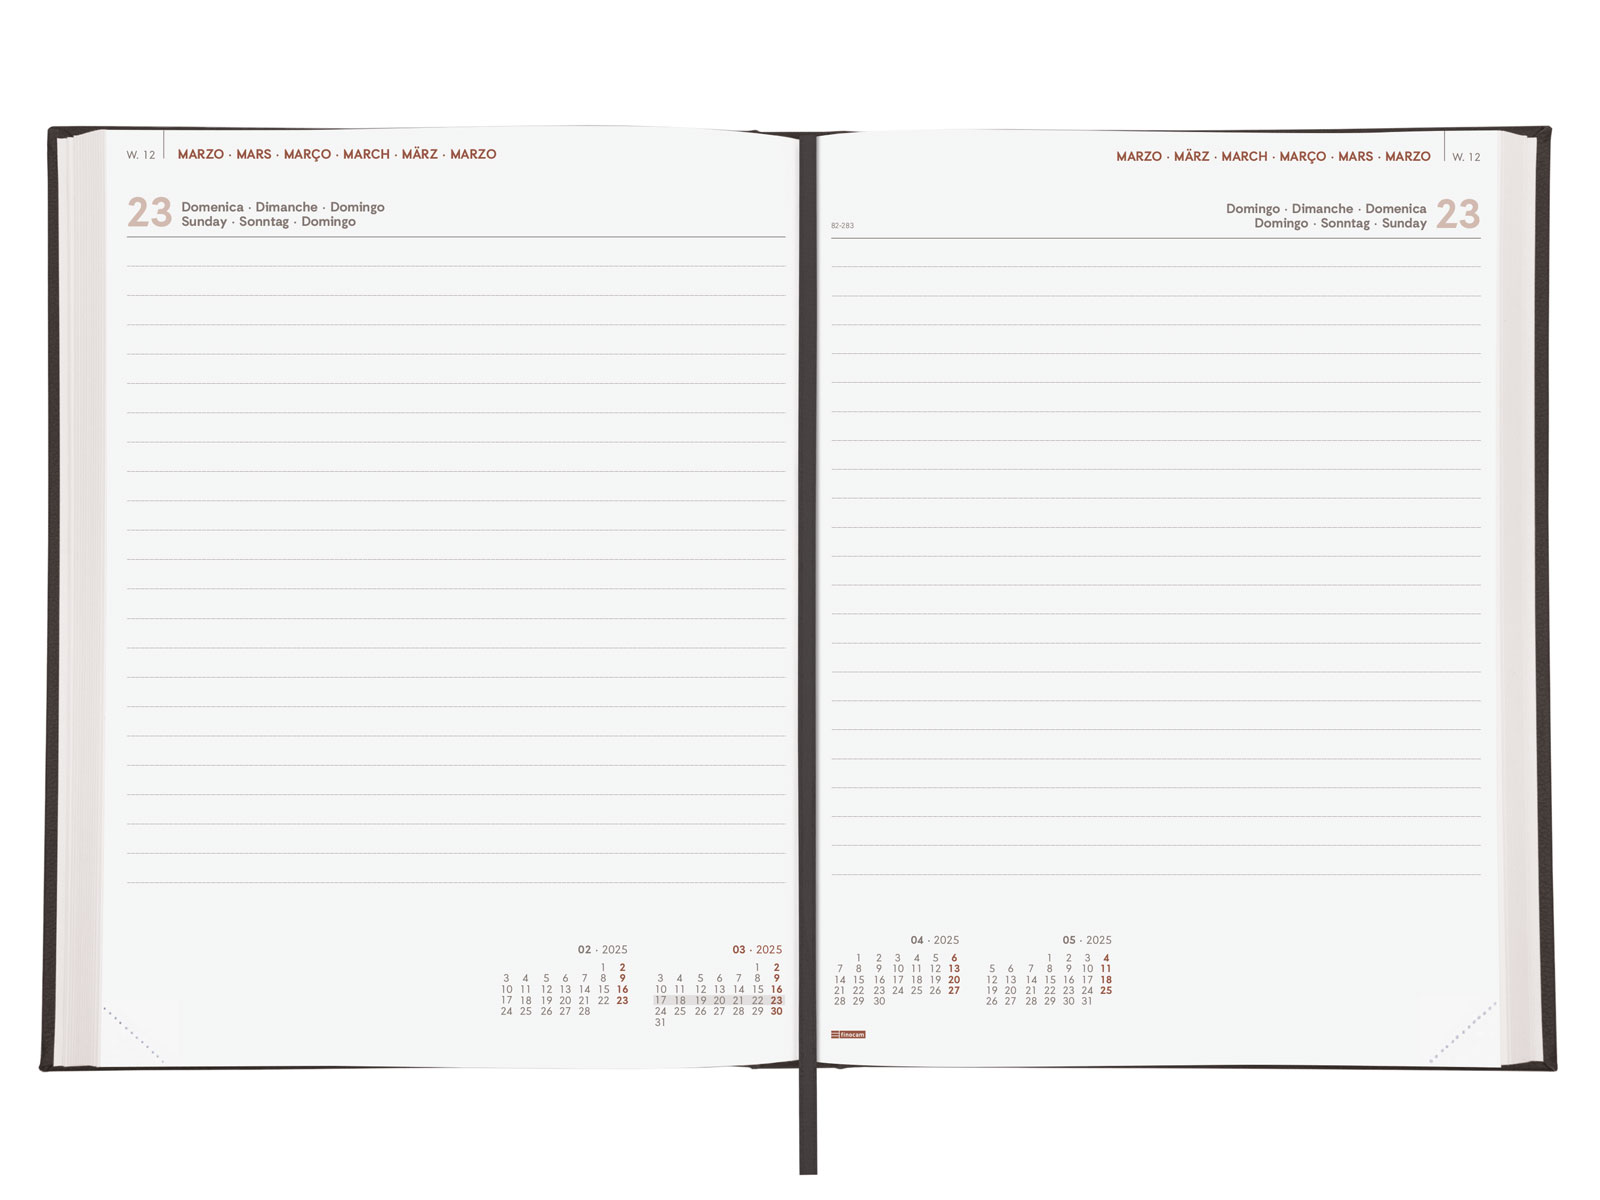 W. 12 MARZO · MARS · MARÇO · MARCH · MÄRZ · MARZO
23 Domenica · Dimanche · Domingo
Sunday · Sonntag · Domingo
02 · 2025
1 2
3 4 5 6 7 8 9
10 11 12 13 14 15 16
17 18 19 20 21 22 23
24 25 26 27 28
03 · 2025
1 2
3 4 5 6 7 8 9
10 11 12 13 14 15 16
17 18 19 20 21 22 23
24 25 26 27 28 29 30
31
MARZO · MÄRZ · MARCH · MARÇO · MARS · MARZO W. 12
Domingo · Dimanche · Domenica 23
Domingo · Sonntag · Sunday
82-283
04 · 2025
1 2 3 4 5 6
7 8 9 10 11 12 13
14 15 16 17 18 19 20
21 22 23 24 25 26 27
28 29 30
05 · 2025
1 2 3 4
5 6 7 8 9 10 11
12 13 14 15 16 17 18
19 20 21 22 23 24 25
26 27 28 29 30 31
finocam